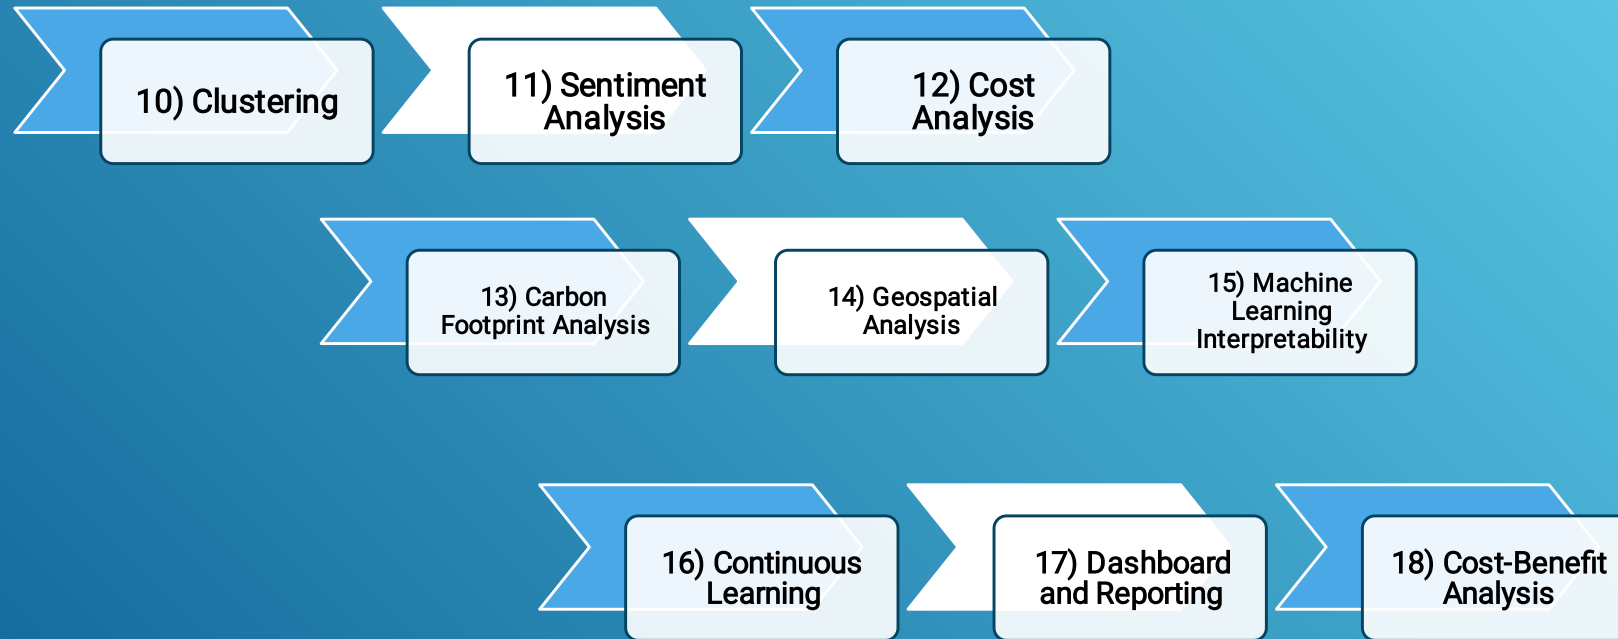 10) Clustering
11) Sentiment
Analysis
12) Cost
Analysis
13) Carbon
Footprint Analysis
14) Geospatial
Analysis
15) Machine
Learning
Interpretability
16) Continuous
Learning
17) Dashboard
and Reporting
18) Cost-Benefit
Analysis